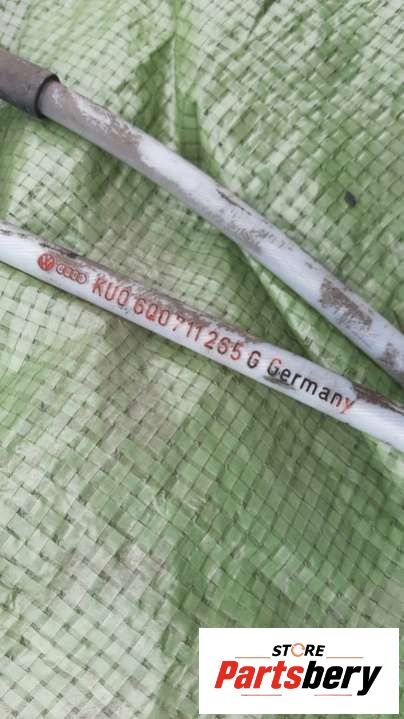 KU0 6Q0 711 265 G Germany
STORE
Partsbery